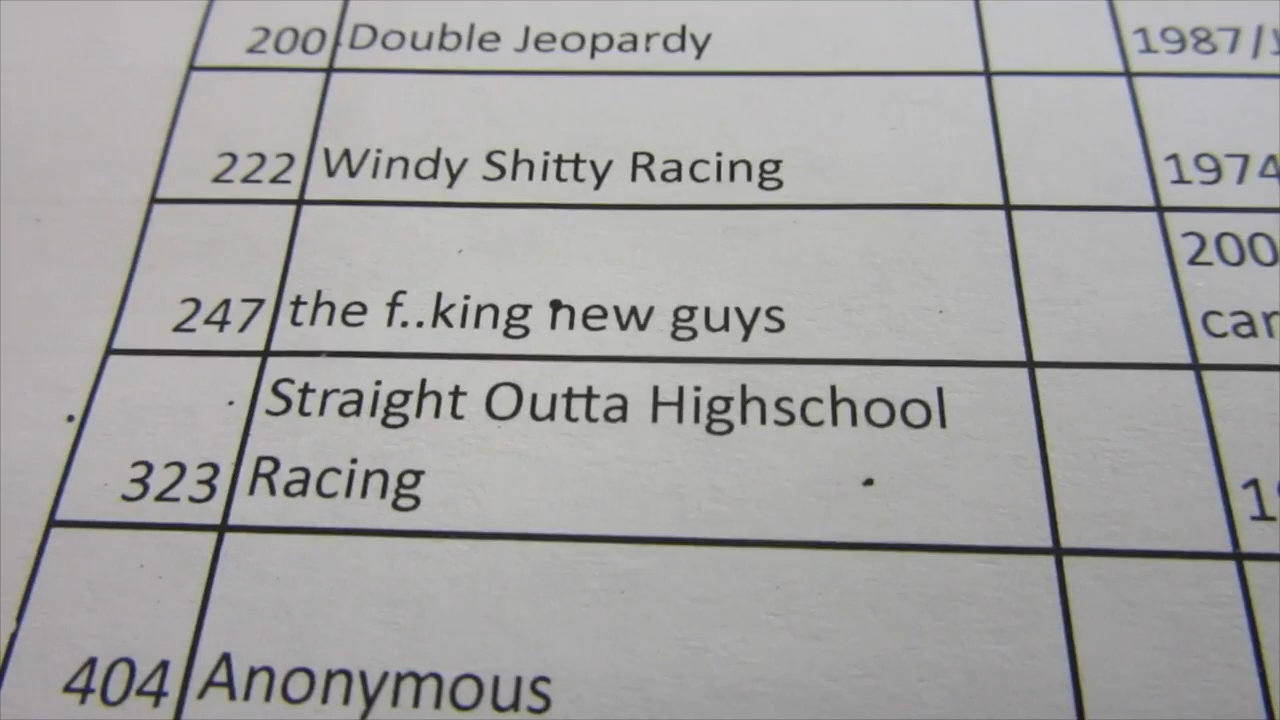 200 Double Jeopardy 1987/
222 Windy Shitty Racing 1974
200
247 the f..king new guys car
Straight Outta Highschool
323 Racing
404 Anonymous